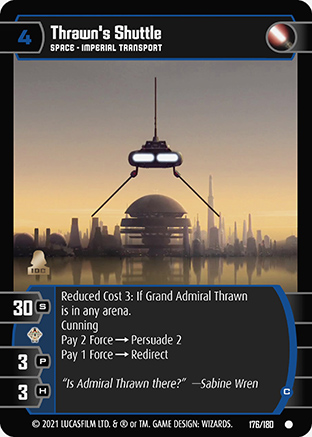 4
Thrawn's Shuttle
SPACE - IMPERIAL TRANSPORT
IDC
30 S
3 P
3 H
Reduced Cost 3: If Grand Admiral Thrawn
is in any arena.
Cunning
Pay 2 Force → Persuade 2
Pay 1 Force → Redirect
“Is Admiral Thrawn there?” —Sabine Wren
C
© 2021 LUCASFILM LTD. & ® or TM. GAME DESIGN: WIZARDS. 176/180